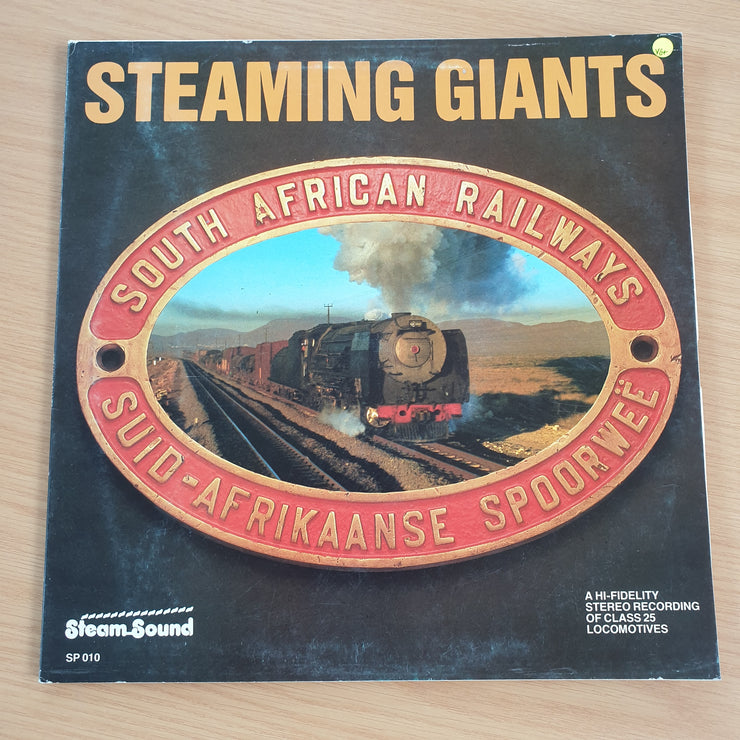 STEAMING GIANTS
VG+
SOUTH AFRICAN RAILWAYS
SUID-AFRIKAANSE SPOORWEË
Steam Sound
SP 010
A HI-FIDELITY
STEREO RECORDING
OF CLASS 25
LOCOMOTIVES